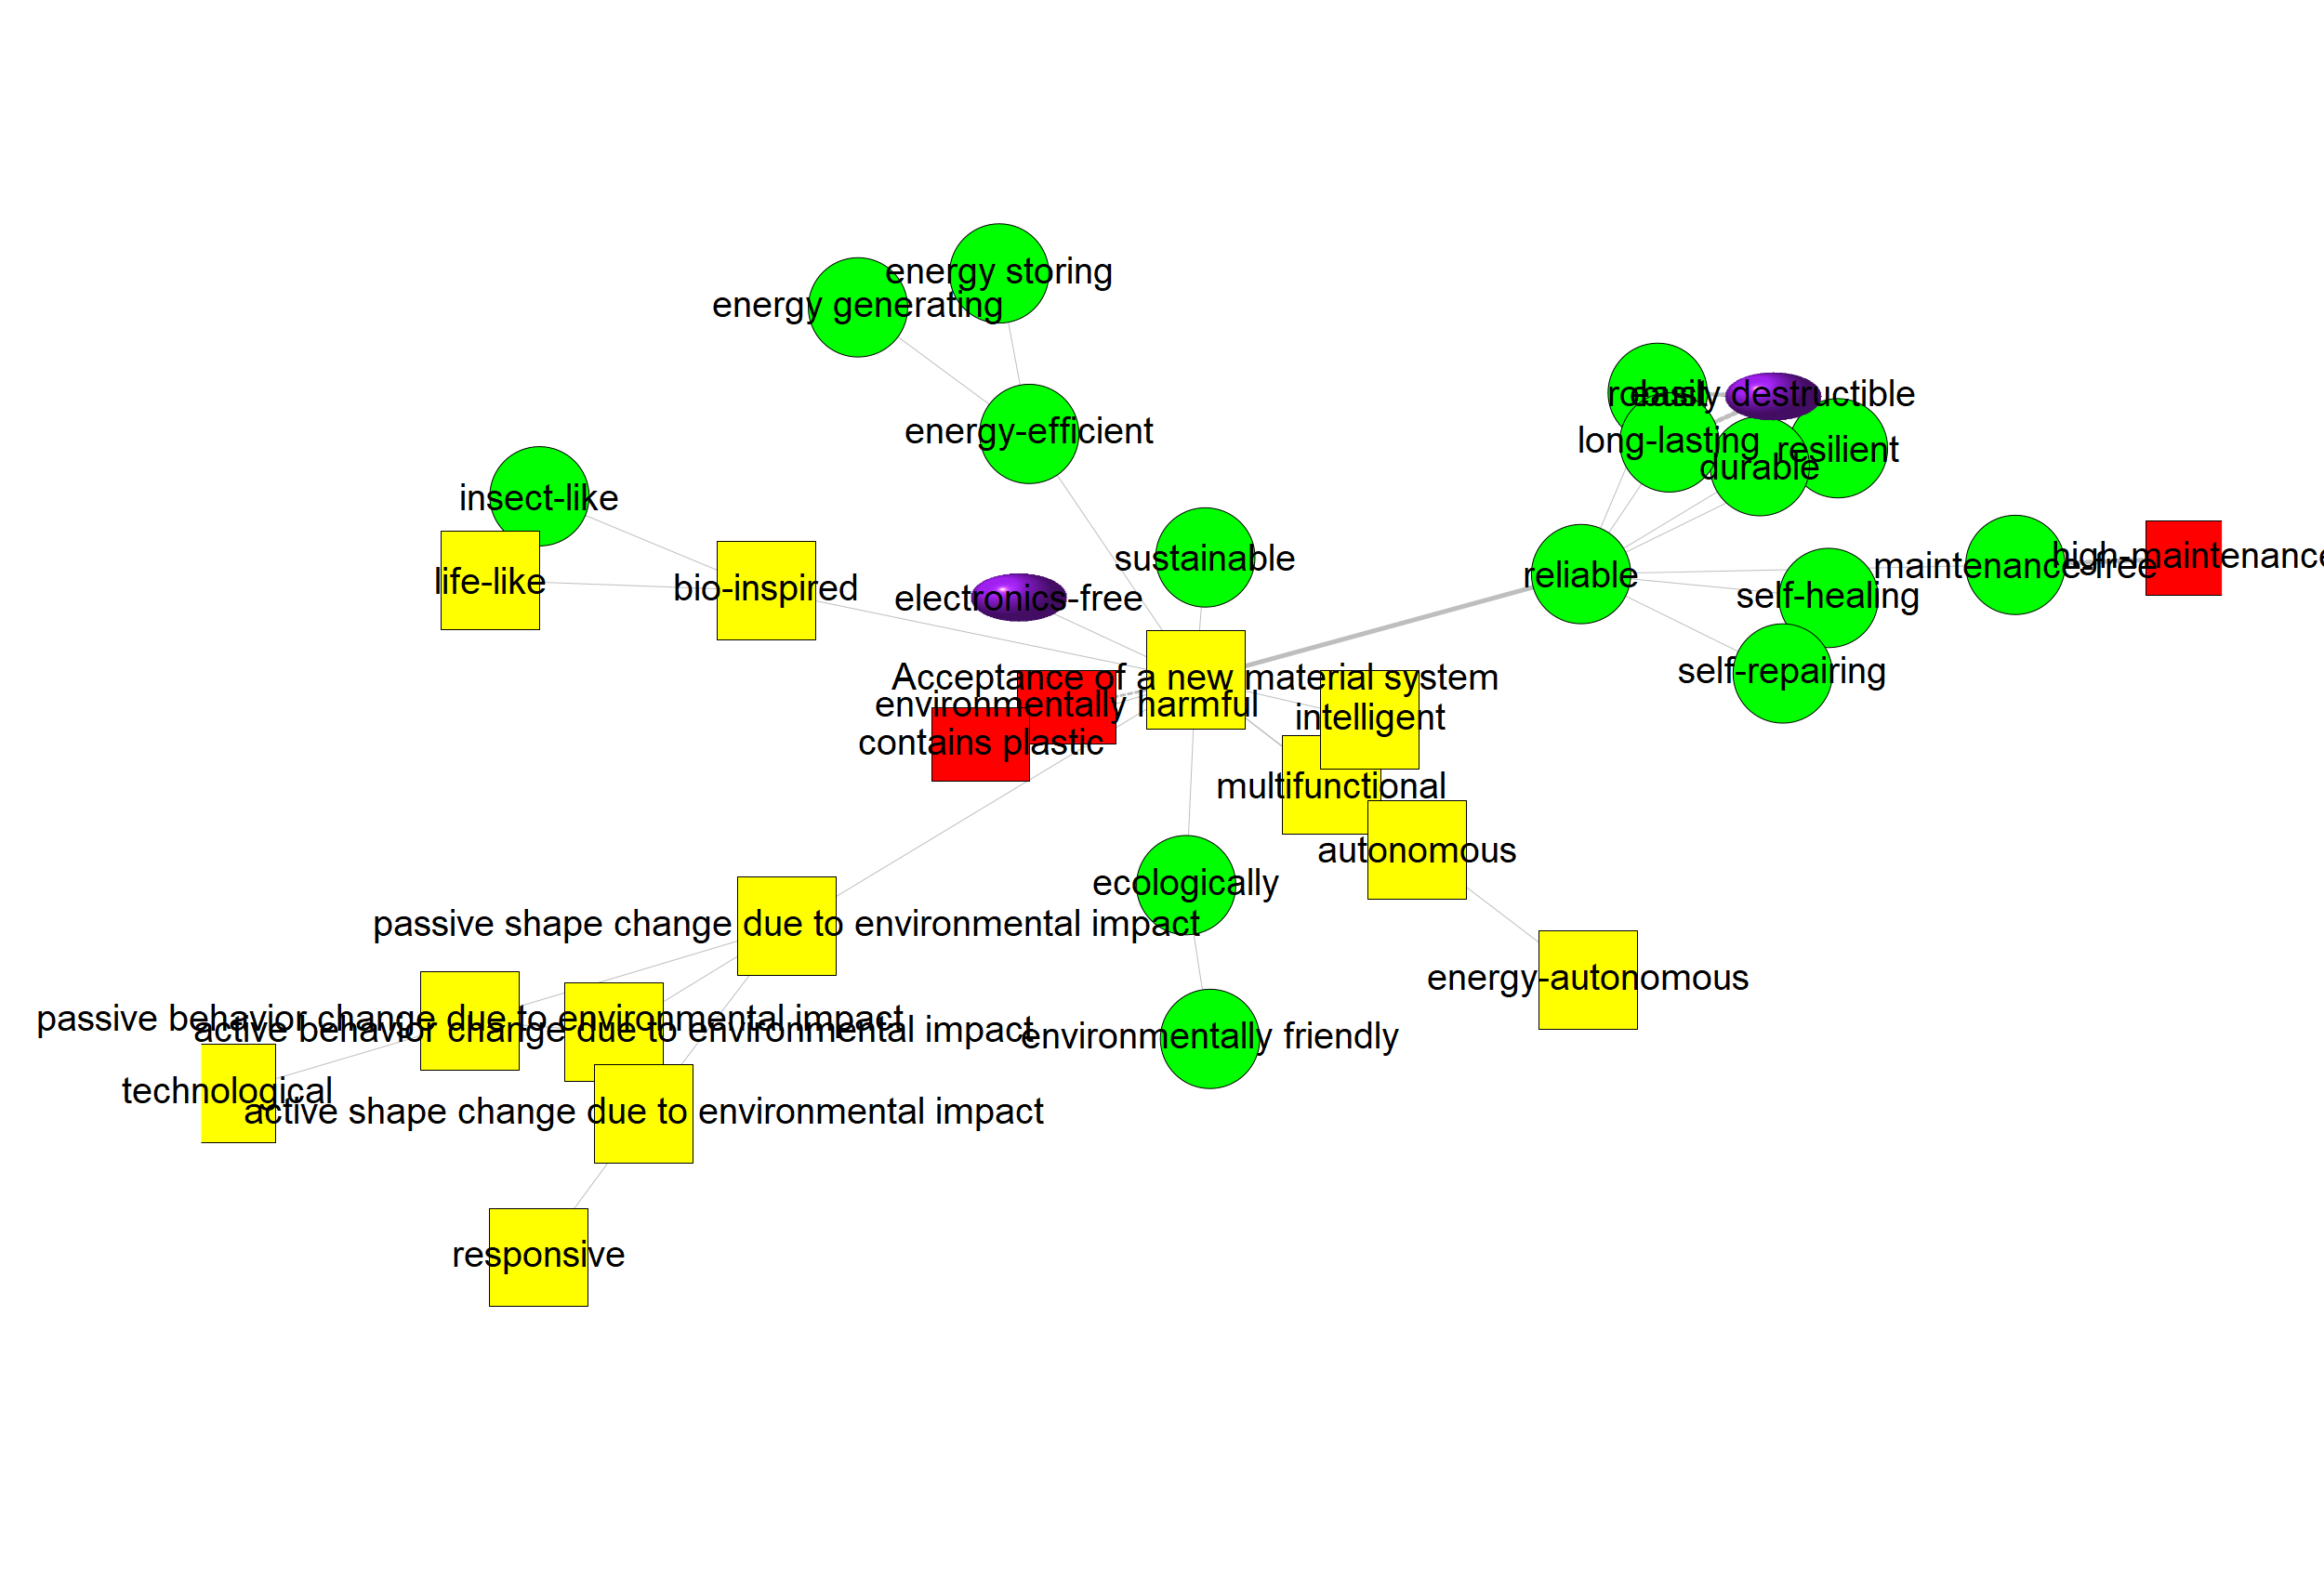 energy storing
energy generating
robust
easily destructible
energy-efficient
long-lasting
resilient
durable
insect-like
sustainable
high-maintenance
maintenance-free
reliable
life-like
bio-inspired
electronics-free
self-healing
self-repairing
Acceptance of a new material system
environmentally harmful
intelligent
contains plastic
multifunctional
autonomous
ecologically
passive shape change due to environmental impact
energy-autonomous
passive behavior change due to environmental impact
active behavior change due to environmental impact
environmentally friendly
technological
active shape change due to environmental impact
responsive